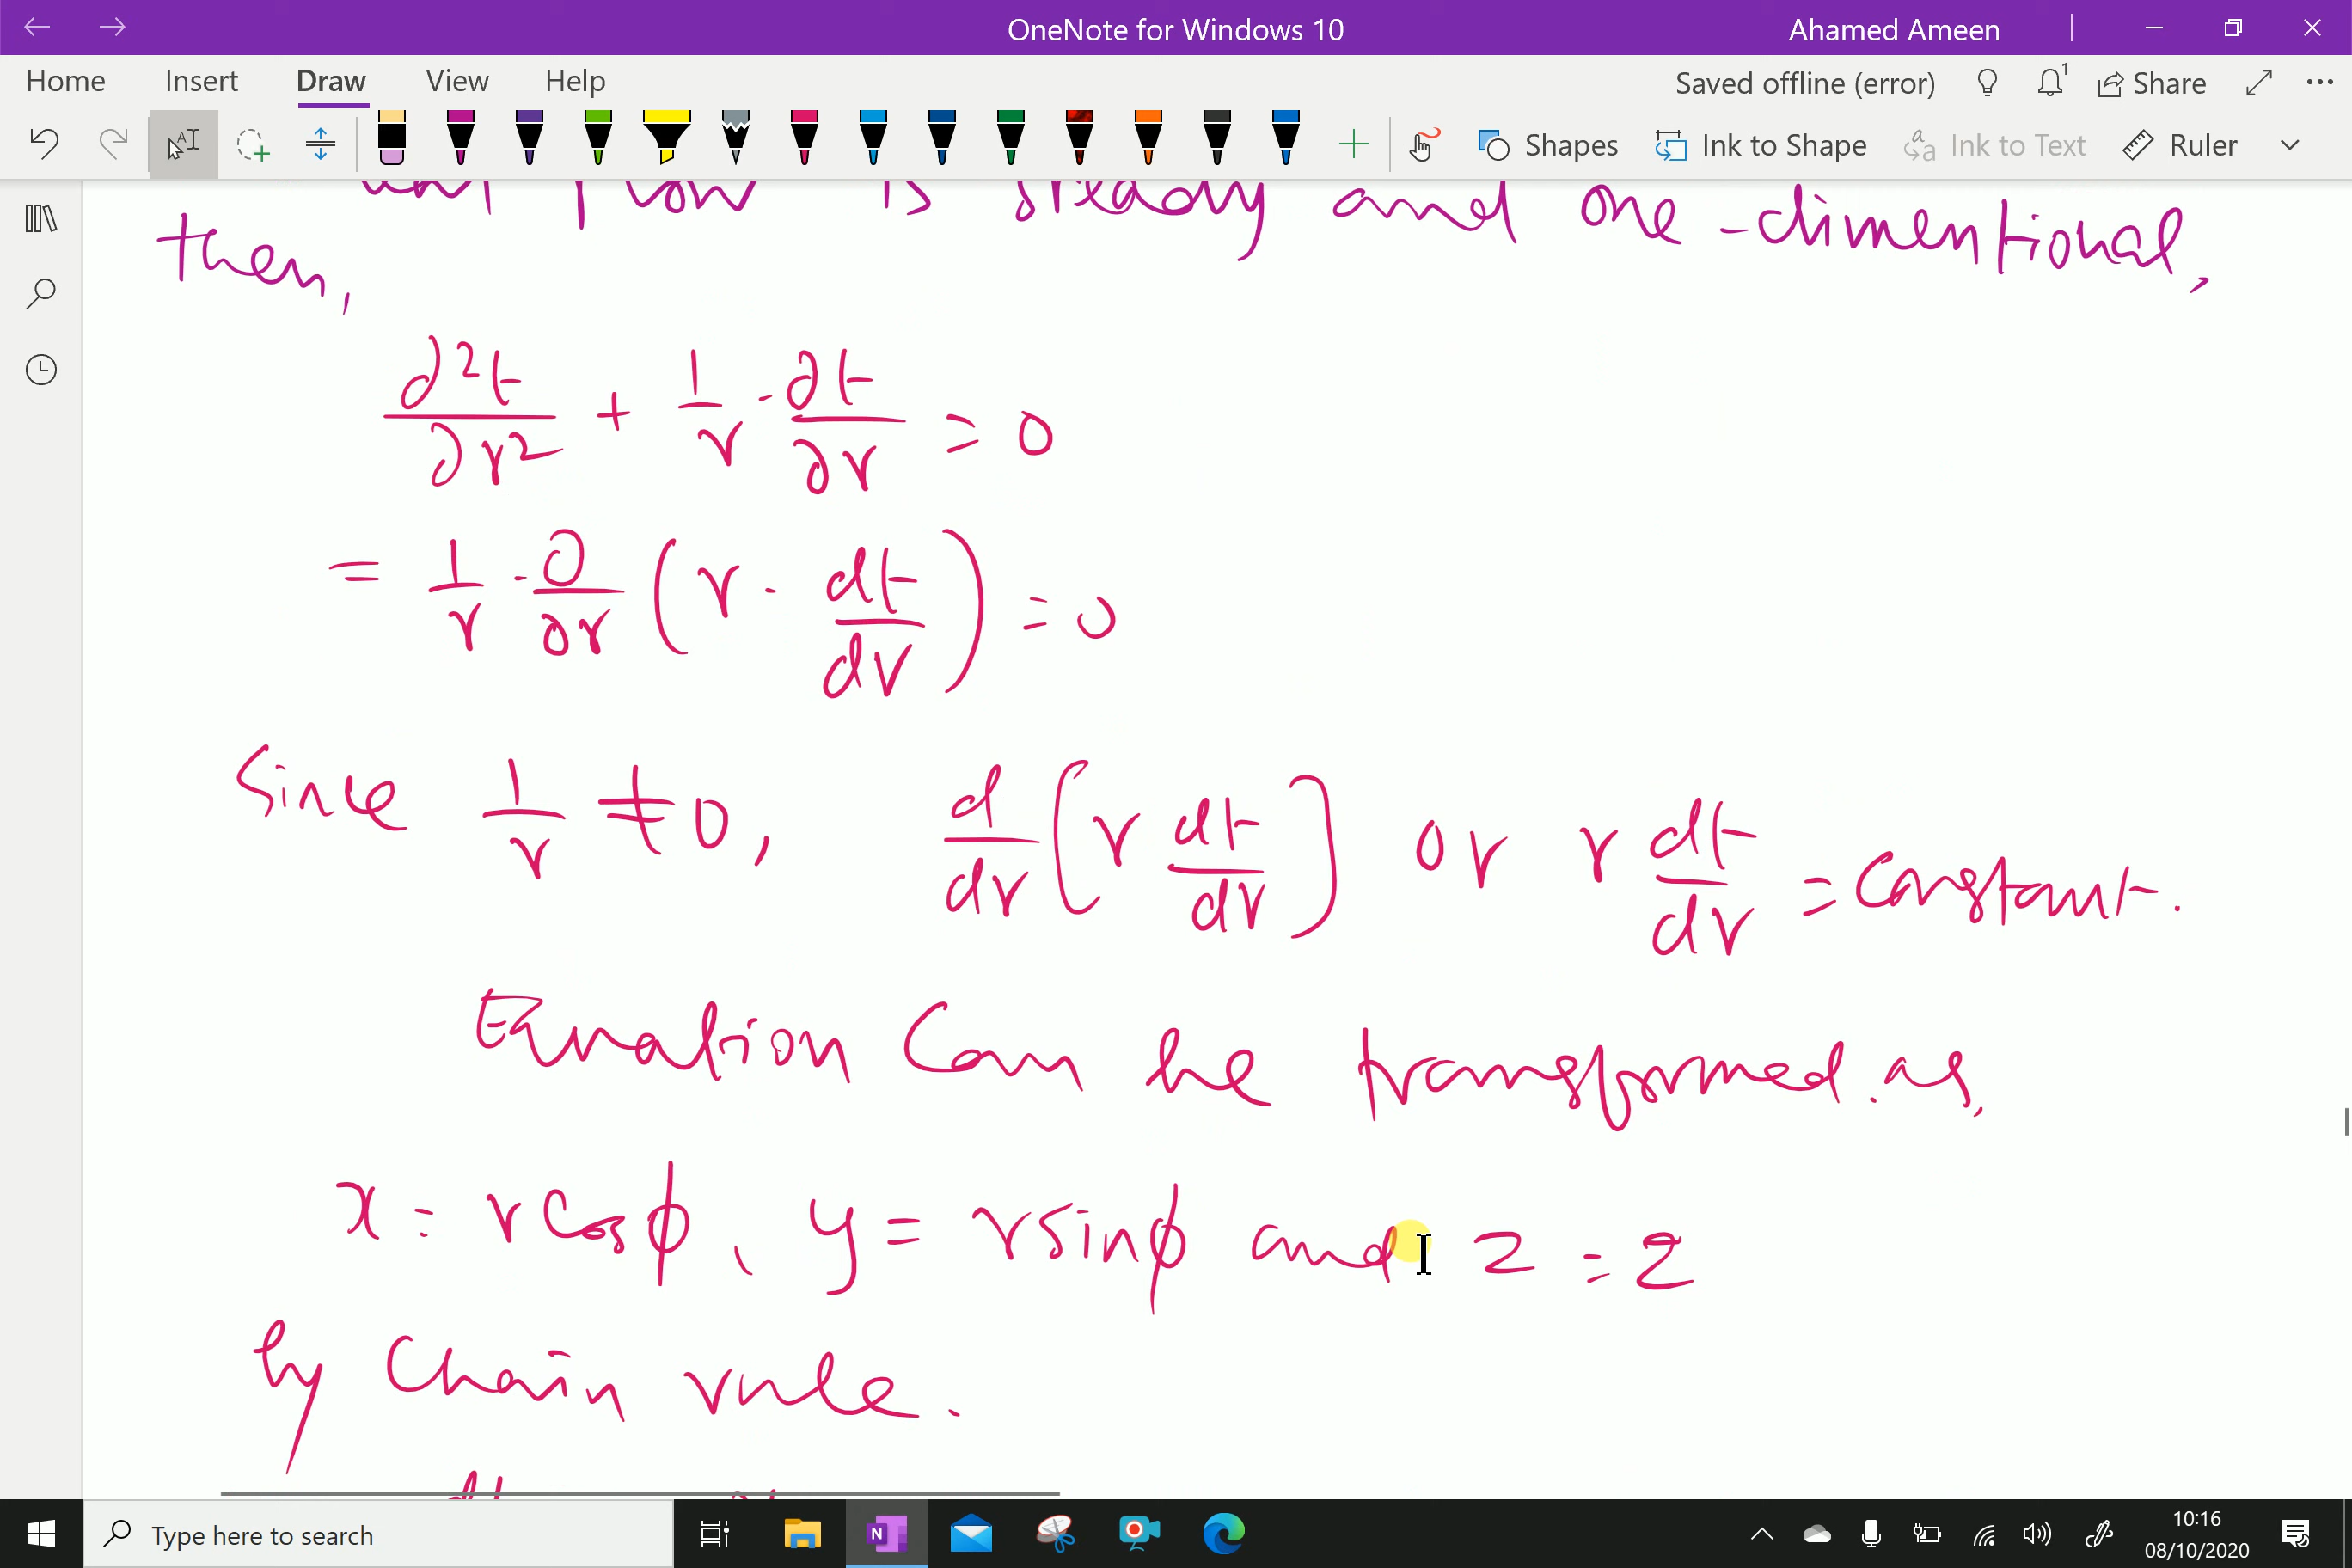 OneNote for Windows 10
Ahamed Ameen
Home Insert Draw View Help
Saved offline (error)
1
Share
Shapes
Ink to Shape
Ink to Text
Ruler
flow is steady and one-dimentional,
then,
∂²t/∂r² + 1/r · ∂t/∂r = 0
= 1/r · ∂/∂r (r · dt/dr) = 0
Since 1/r ≠ 0, d/dr (r dt/dr) or r dt/dr = Constant.
Equation Can be transformed as,
x = r Cos ϕ, y = r sin ϕ and z = z
by Chain rule.
Type here to search
10:16
08/10/2020